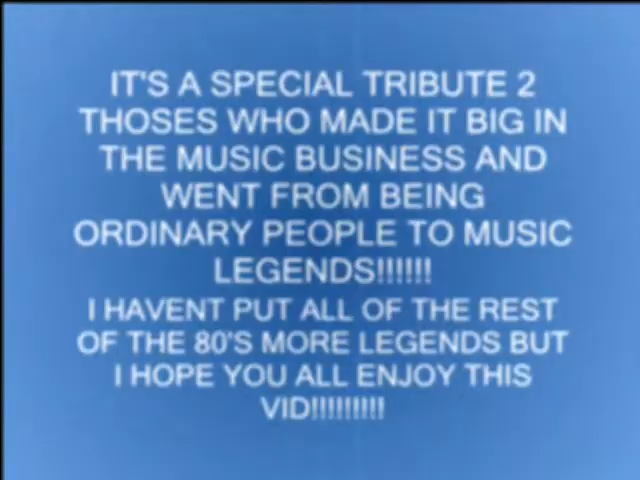 IT'S A SPECIAL TRIBUTE 2
THOSES WHO MADE IT BIG IN
THE MUSIC BUSINESS AND
WENT FROM BEING
ORDINARY PEOPLE TO MUSIC
LEGENDS!!!!!!
I HAVENT PUT ALL OF THE REST
OF THE 80'S MORE LEGENDS BUT
I HOPE YOU ALL ENJOY THIS
VID!!!!!!!!!